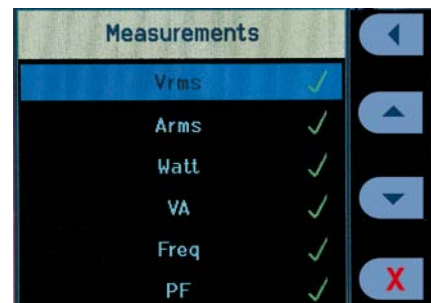 Measurements
Vrms
Arms
Watt
VA
Freq
PF
X